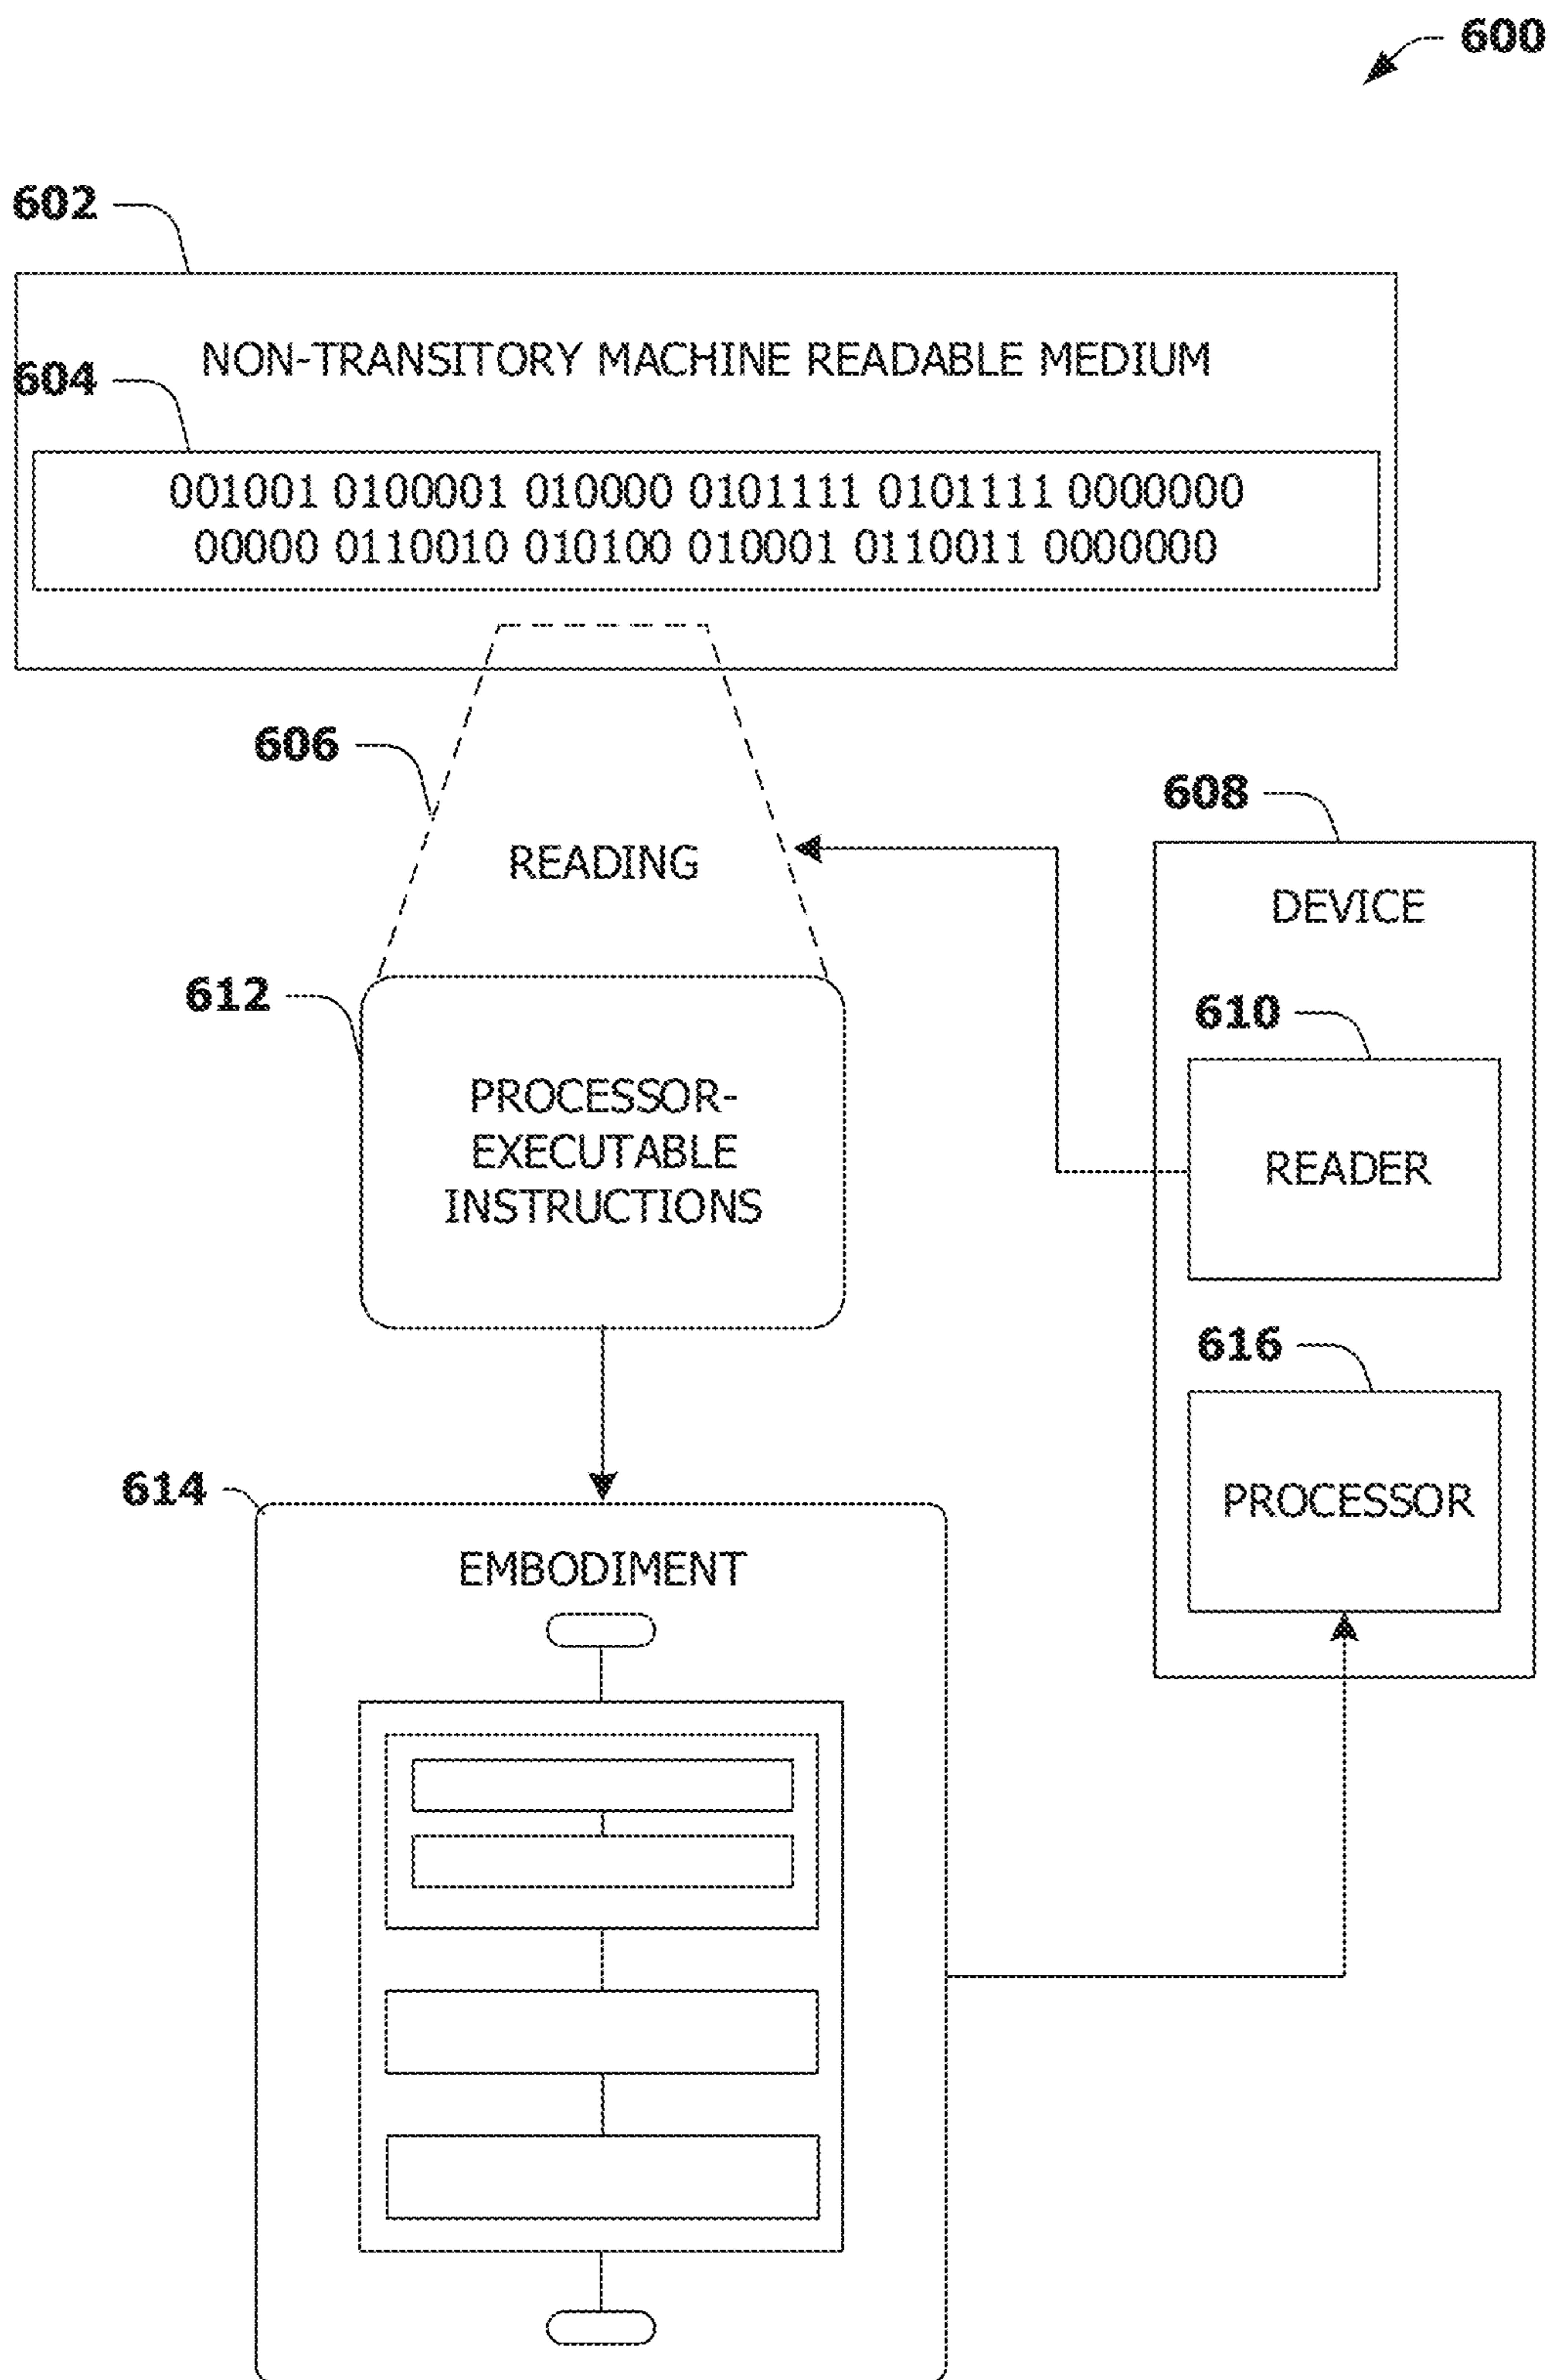 600
602
NON-TRANSITORY MACHINE READABLE MEDIUM
604
001001 0100001 010000 0101111 0101111 0000000
00000 0110010 010100 010001 0110011 0000000
606
READING
608
DEVICE
610
READER
612
PROCESSOR-
EXECUTABLE
INSTRUCTIONS
616
PROCESSOR
614
EMBODIMENT